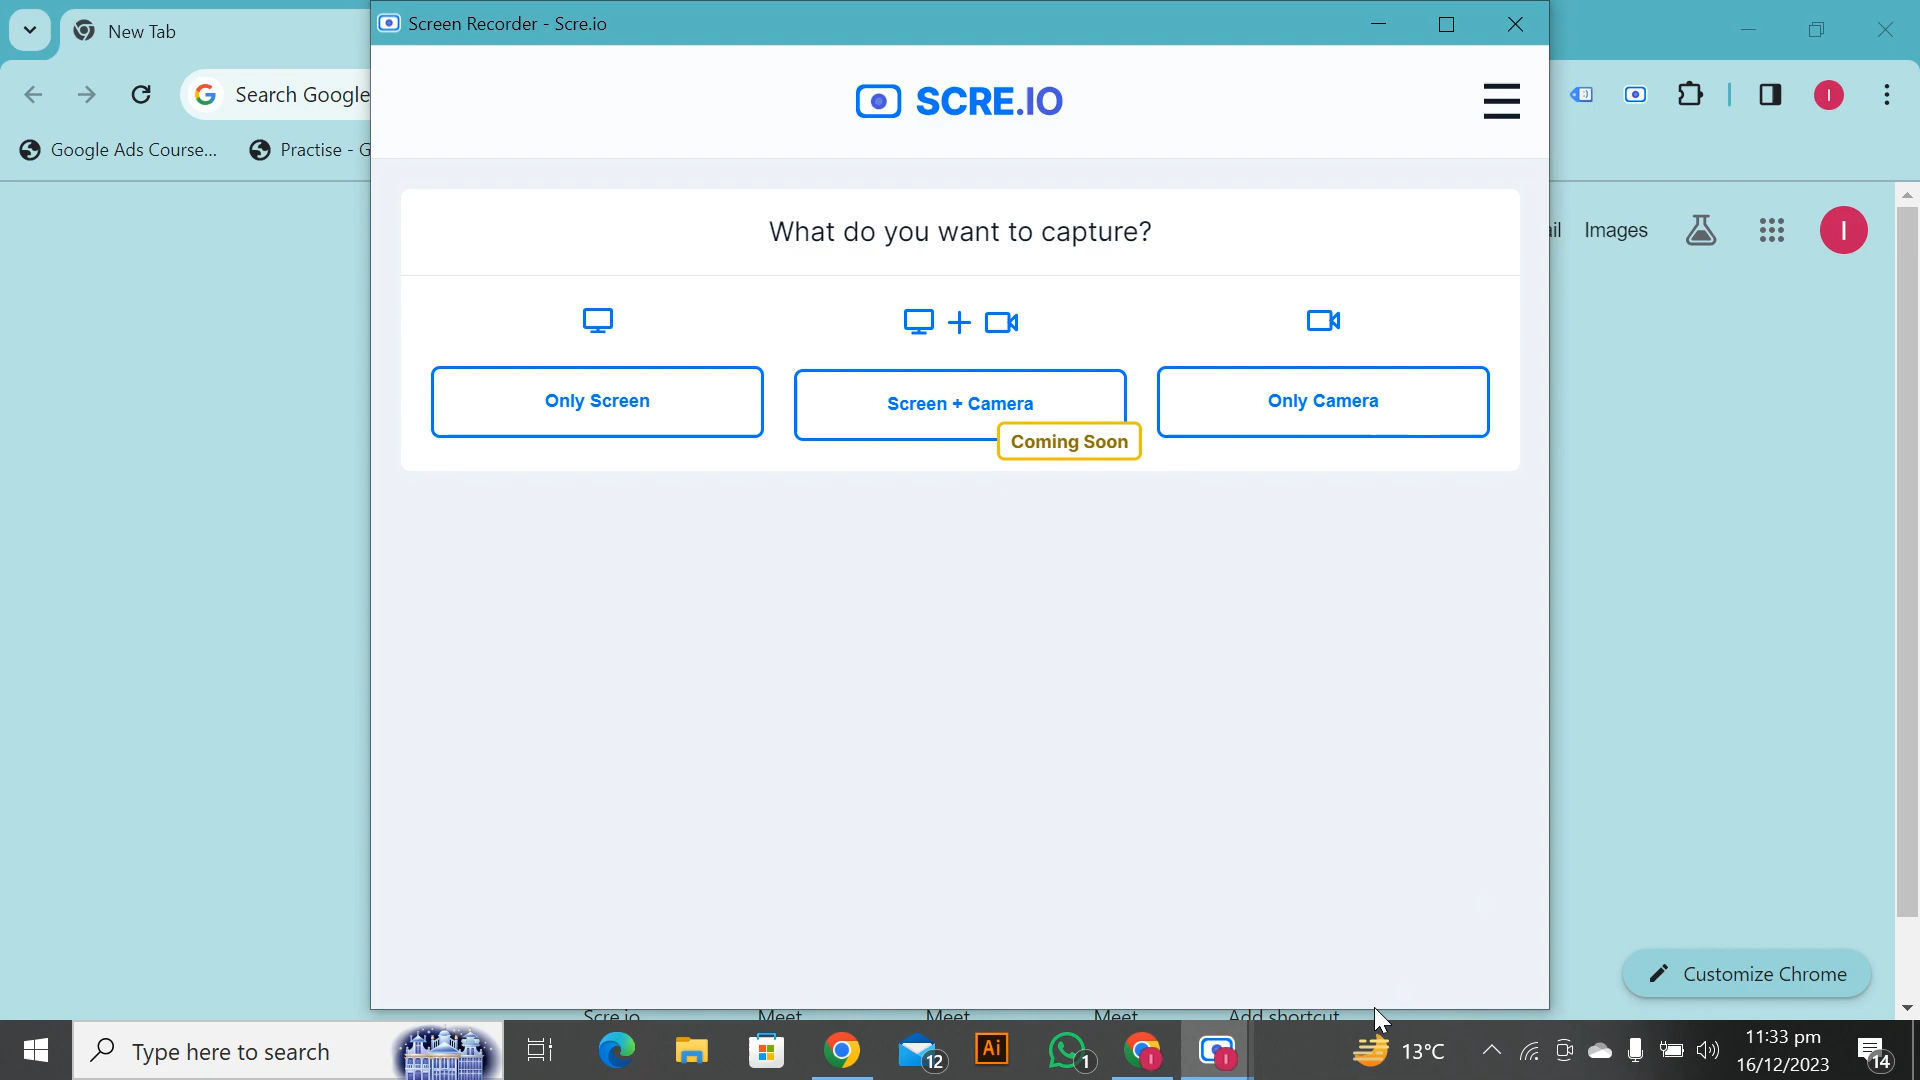 New Tab
Screen Recorder - Scre.io
Search Google
SCRE.IO
I
Google Ads Course...
Practise - G
What do you want to capture?
il
Images
I
Only Screen
Screen + Camera
Only Camera
Coming Soon
Customize Chrome
Scre.io
Meet
Meet
Meet
Add shortcut
Type here to search
12
Ai
1
I
I
13°C
11:33 pm
16/12/2023
14